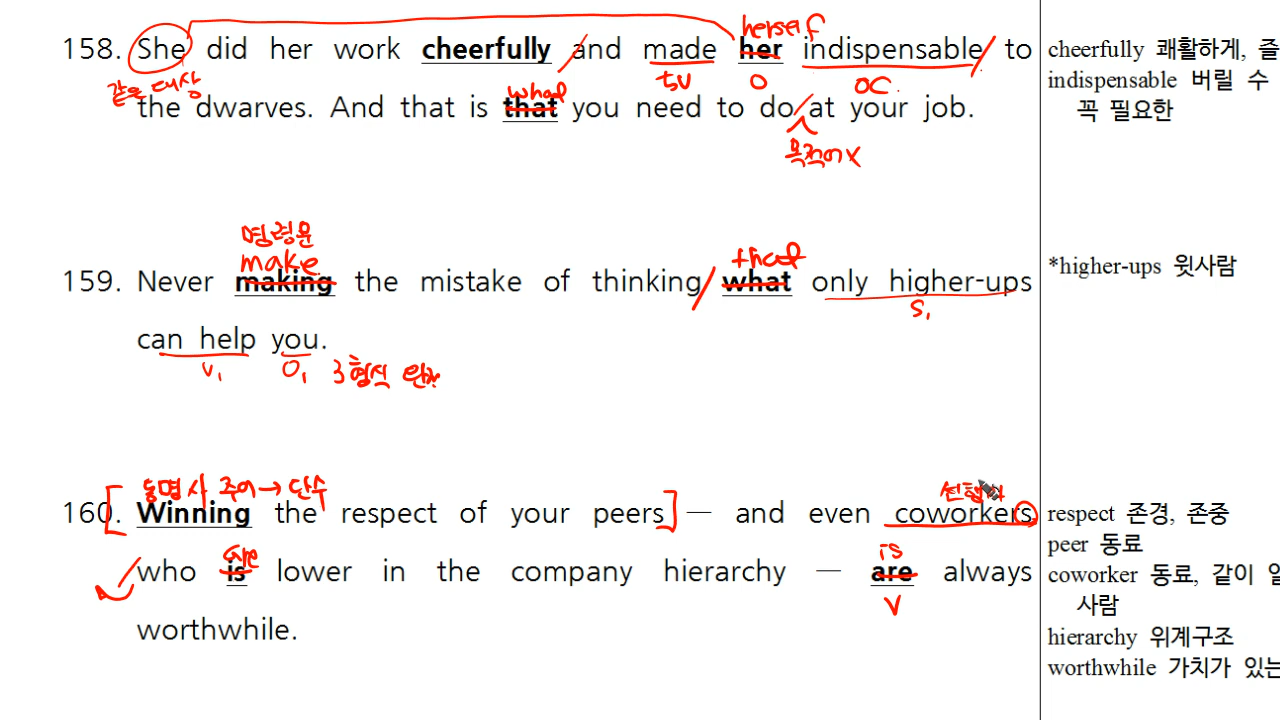 herself
158. She did her work cheerfully and made her indispensable to
같은 대상 what 5V O OC
the dwarves. And that is that you need to do at your job.
목적어X
cheerfully 쾌활하게, 즐
indispensable 버릴 수
꼭 필요한
명령문
make that
159. Never making the mistake of thinking what only higher-ups
S₁
can help you.
V₁ O₁ 3형식 완전
*higher-ups 윗사람
동명사 주어→단수 선행사
160. Winning the respect of your peers — and even coworkers
are is
who is lower in the company hierarchy — are always
V
worthwhile.
respect 존경, 존중
peer 동료
coworker 동료, 같이
사람
hierarchy 위계구조
worthwhile 가치가 있는